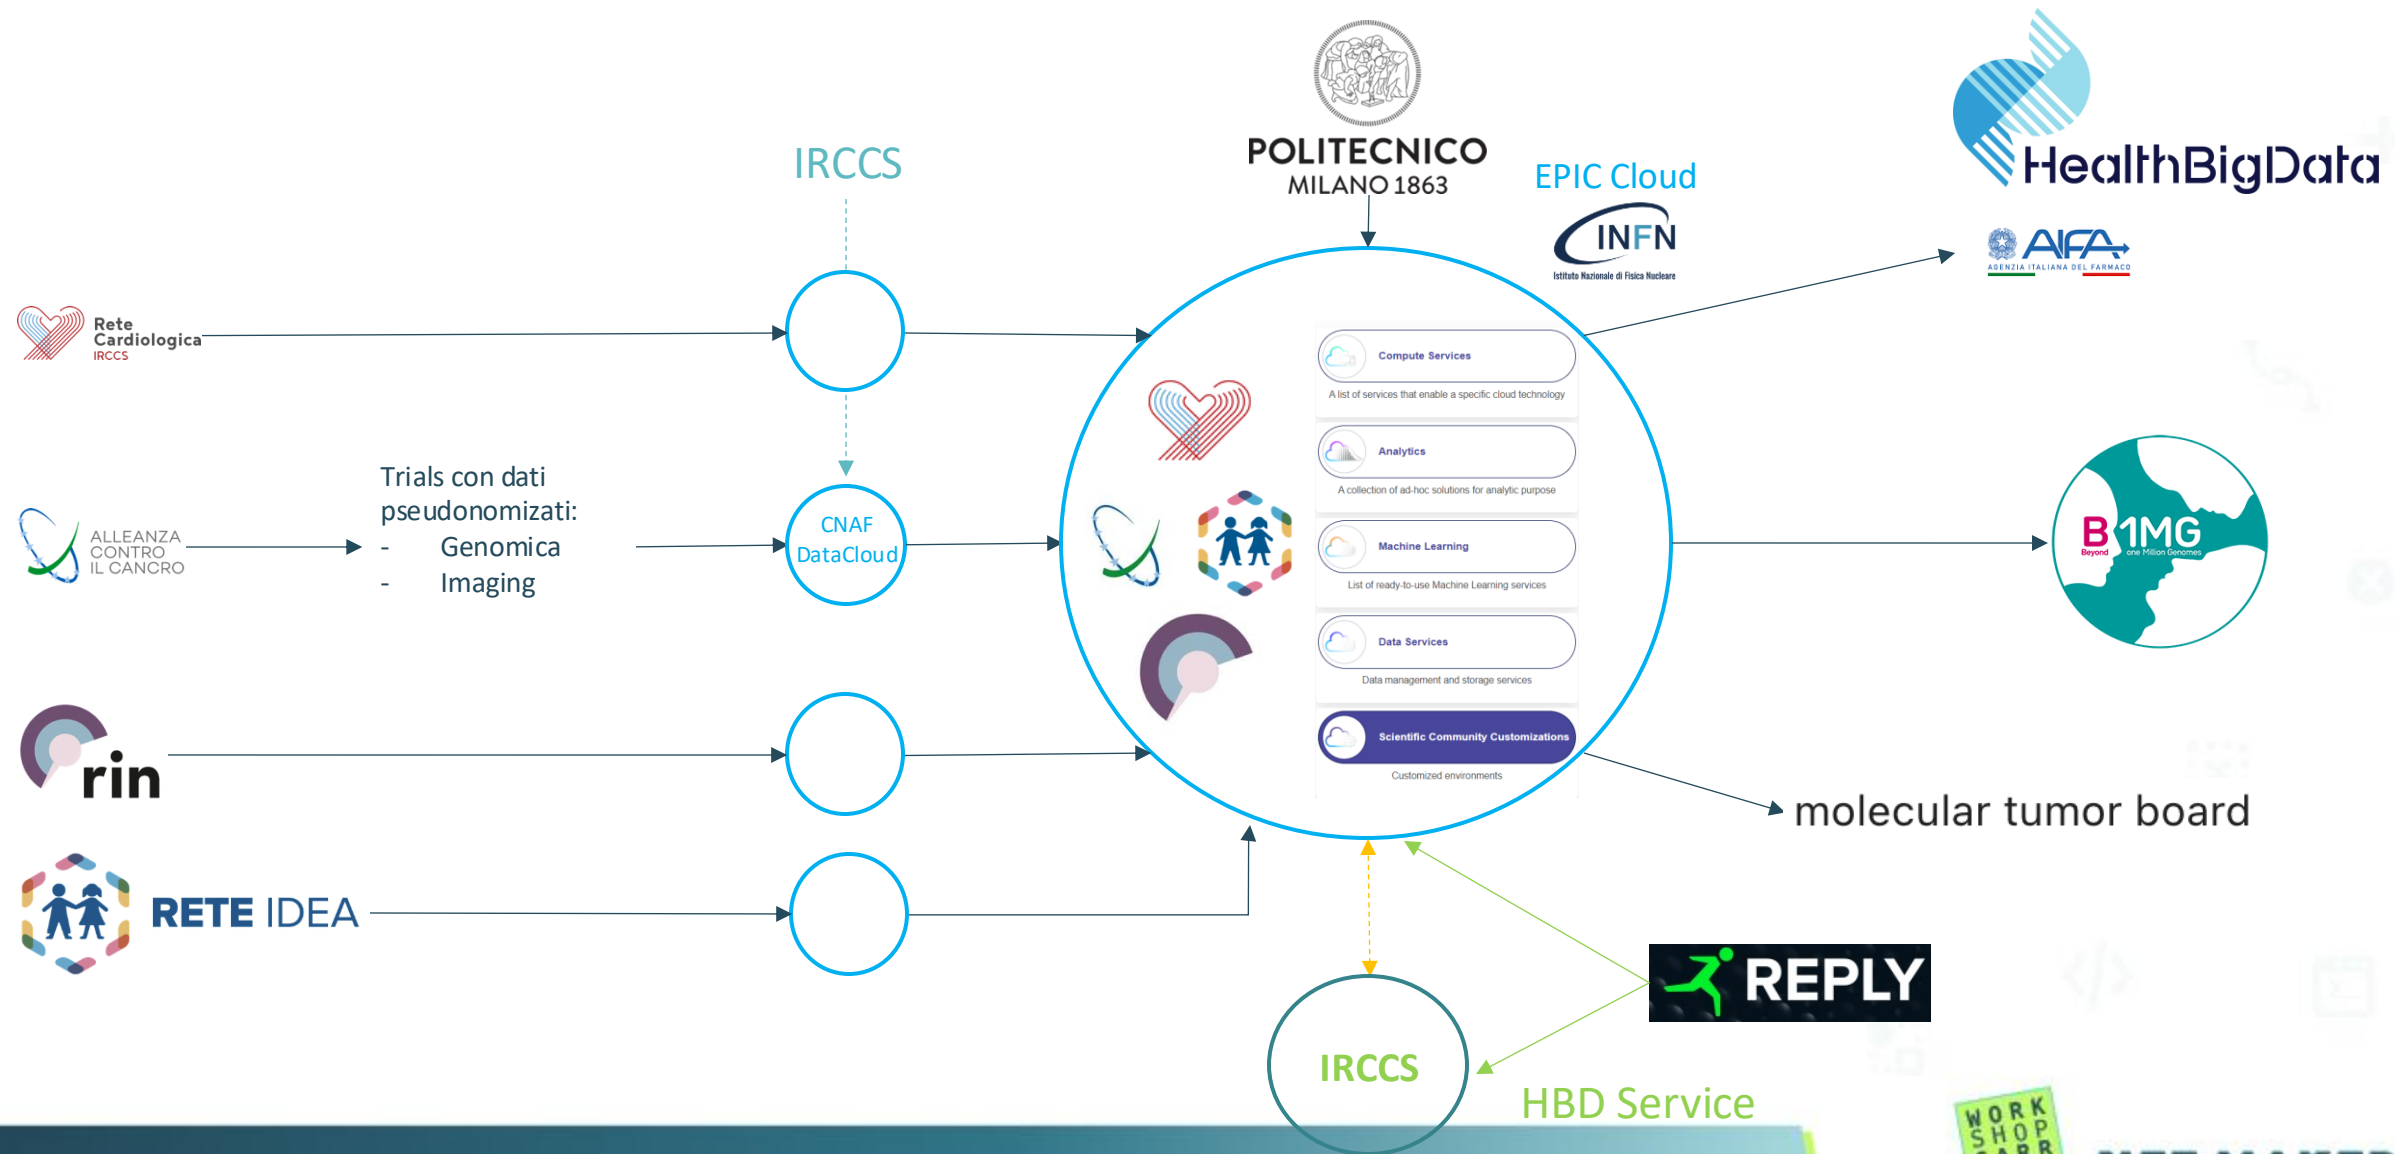 POLITECNICO
MILANO 1863
HealthBigData
IRCCS
EPIC Cloud
INFN
Istituto Nazionale di Fisica Nucleare
AIFA
AGENZIA ITALIANA DEL FARMACO
Rete
Cardiologica
IRCCS
Compute Services
A list of services that enable a specific cloud technology
Analytics
A collection of ad-hoc solutions for analytic purpose
Machine Learning
List of ready-to-use Machine Learning services
Data Services
Data management and storage services
Scientific Community Customizations
Customized environments
ALLEANZA
CONTRO
IL CANCRO
Trials con dati
pseudonomizati:
- Genomica
- Imaging
CNAF
DataCloud
B1MG
Beyond one Million Genomes
rin
molecular tumor board
RETE IDEA
REPLY
IRCCS
HBD Service
WORK
SHOP